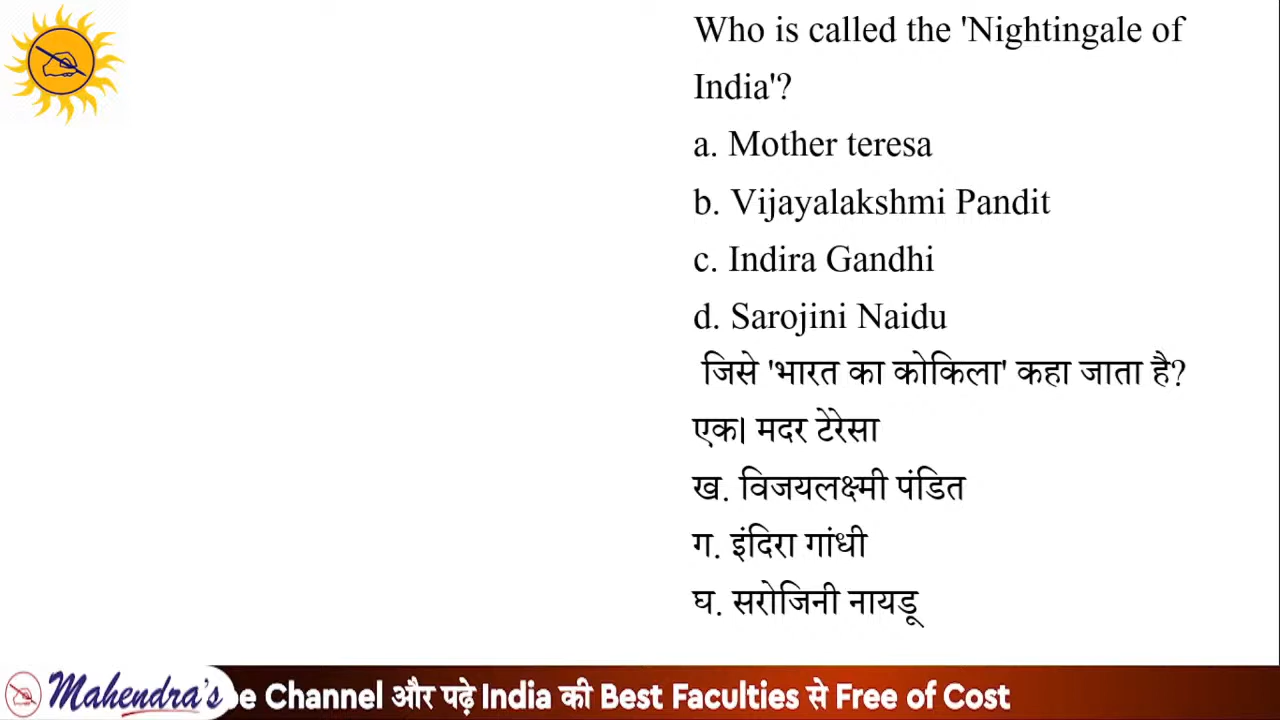 Who is called the 'Nightingale of
India'?
a. Mother teresa
b. Vijayalakshmi Pandit
c. Indira Gandhi
d. Sarojini Naidu
जिसे 'भारत का कोकिला' कहा जाता है?
एक। मदर टेरेसा
ख. विजयलक्ष्मी पंडित
ग. इंदिरा गांधी
घ. सरोजिनी नायडू
Mahendra's Channel और पढ़े India की Best Faculties से Free of Cost